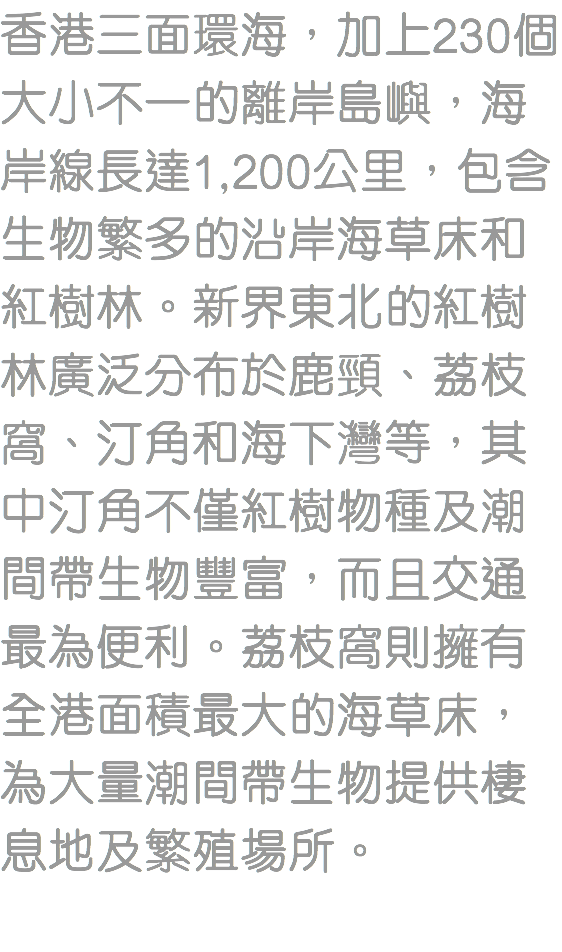 香港三面環海，加上230個
大小不一的離岸島嶼，海
岸線長達1,200公里，包含
生物繁多的沿岸海草床和
紅樹林。新界東北的紅樹
林廣泛分布於鹿頸、荔枝
窩、汀角和海下灣等，其
中汀角不僅紅樹物種及潮
間帶生物豐富，而且交通
最為便利。荔枝窩則擁有
全港面積最大的海草床，
為大量潮間帶生物提供棲
息地及繁殖場所。